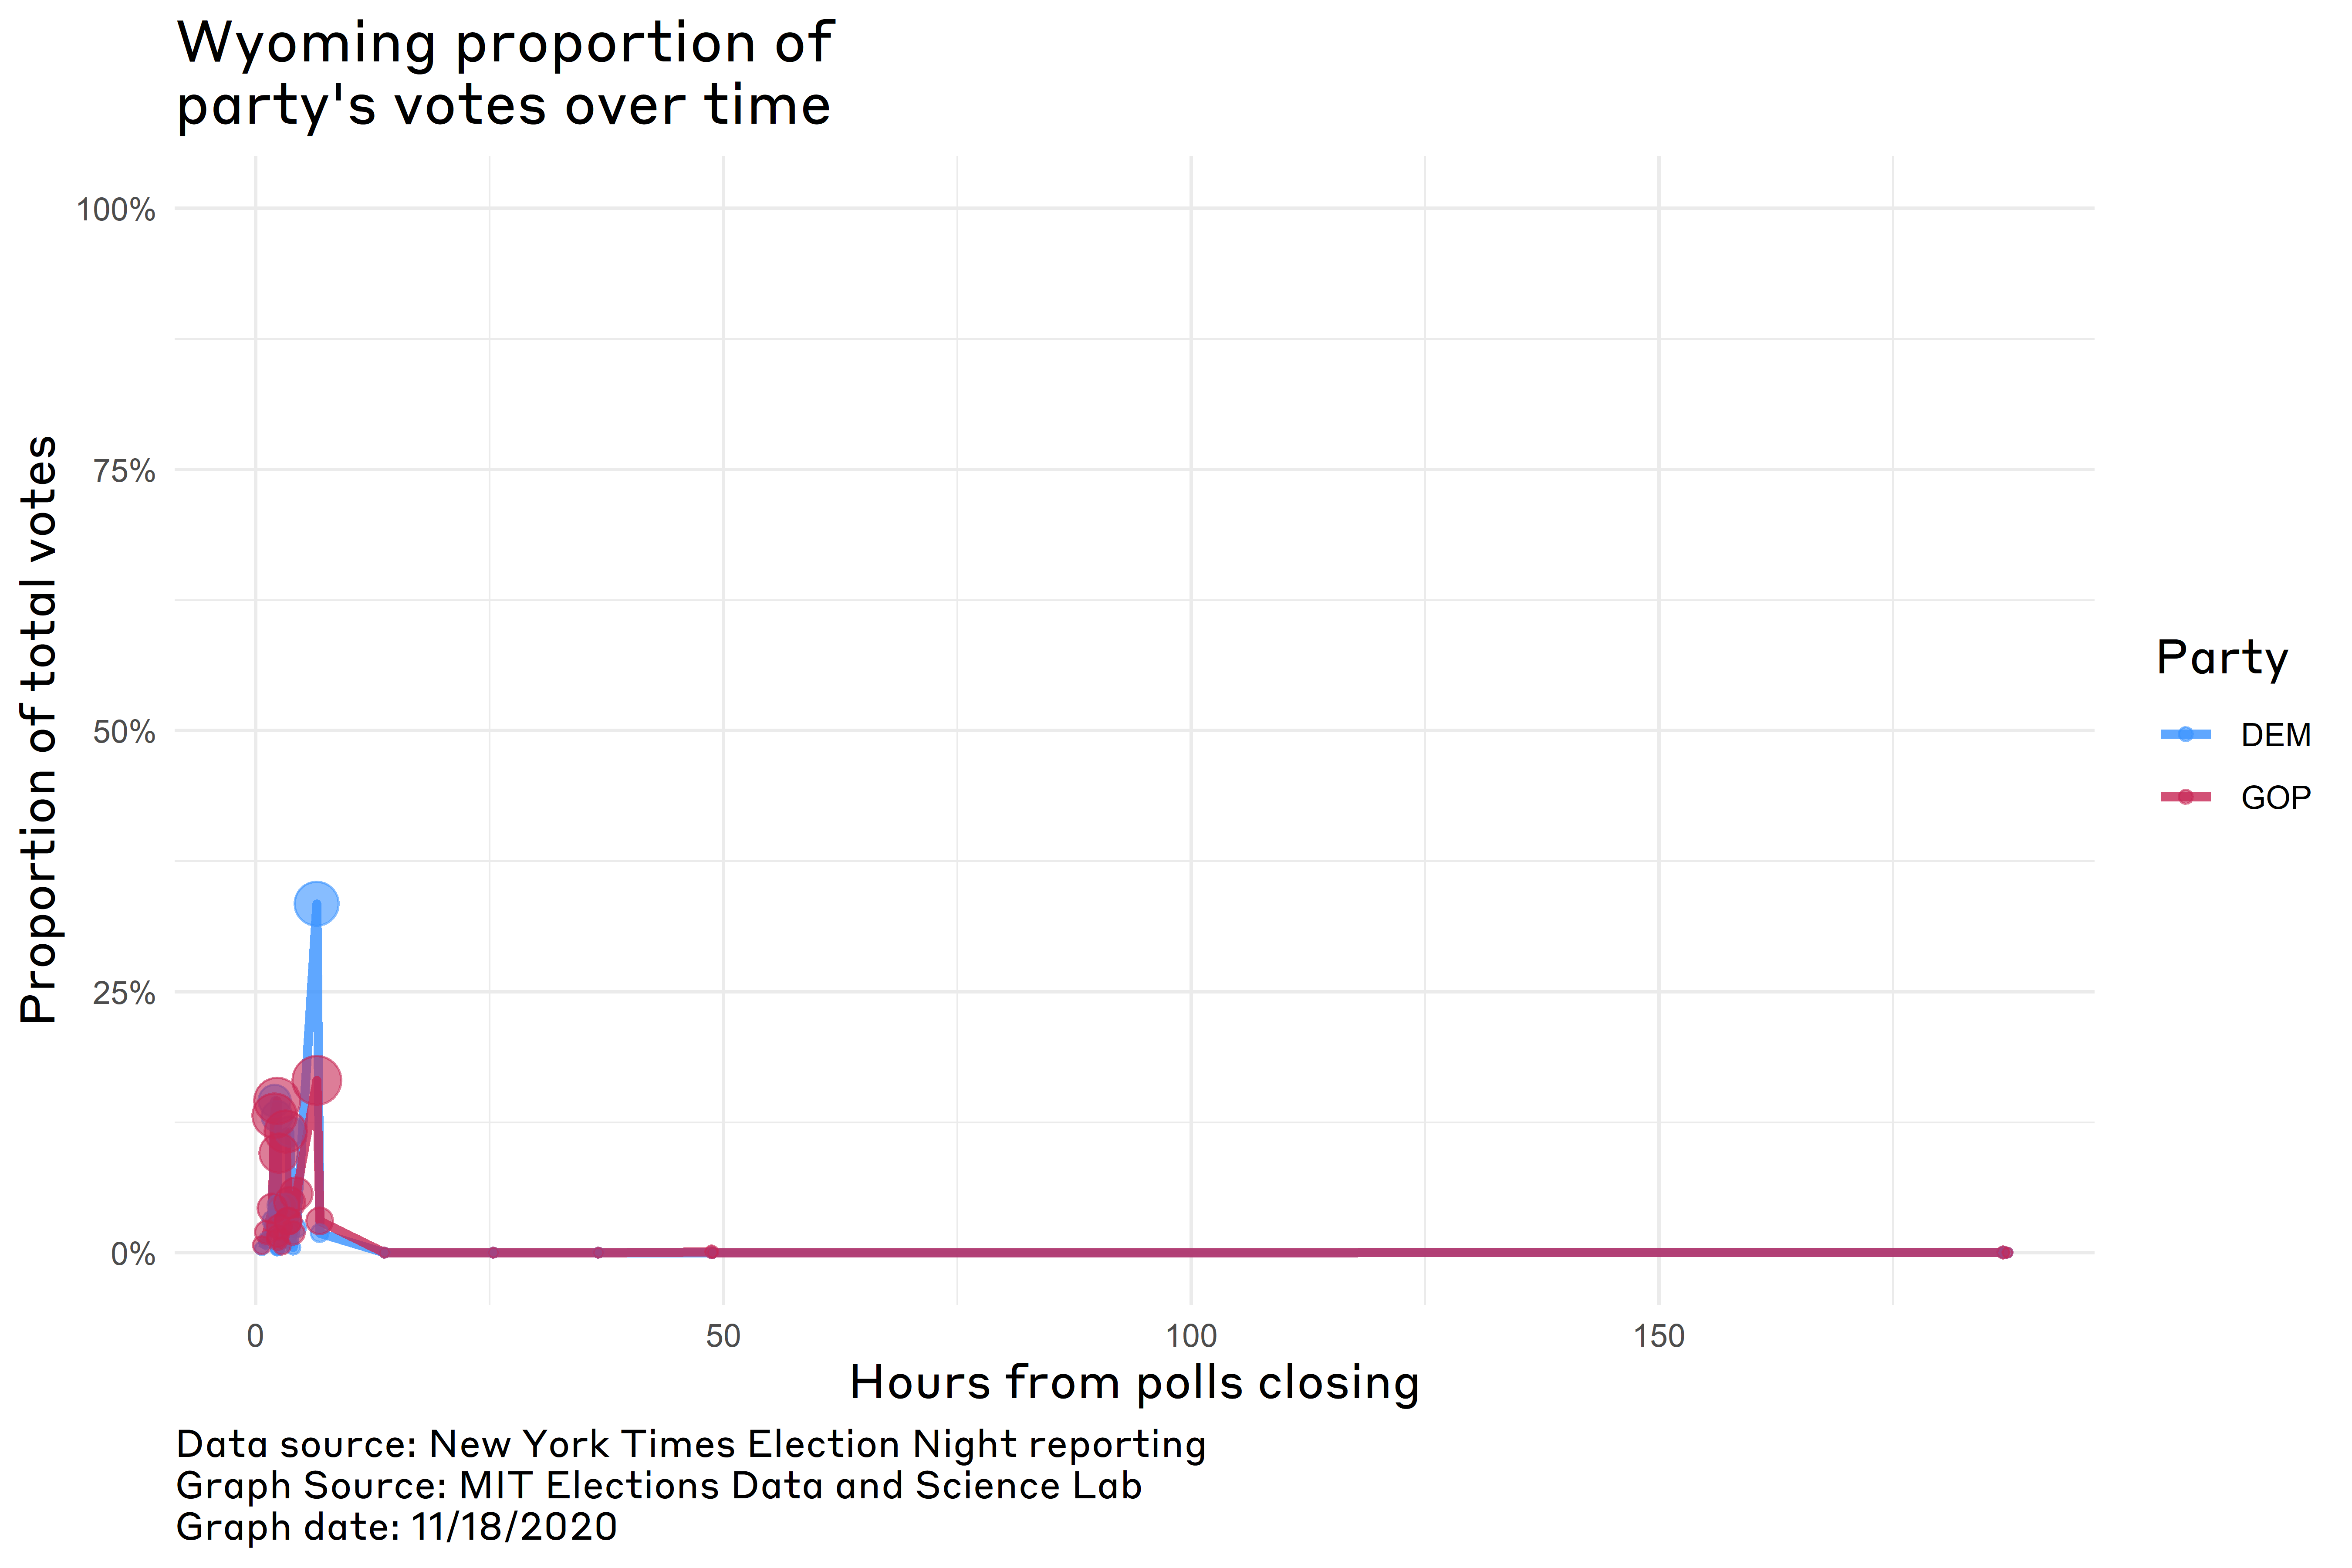 Wyoming proportion of
party's votes over time
Proportion of total votes
100%
75%
50%
25%
0%
0
50
100
150
Hours from polls closing
Party
DEM
GOP
Data source: New York Times Election Night reporting
Graph Source: MIT Elections Data and Science Lab
Graph date: 11/18/2020